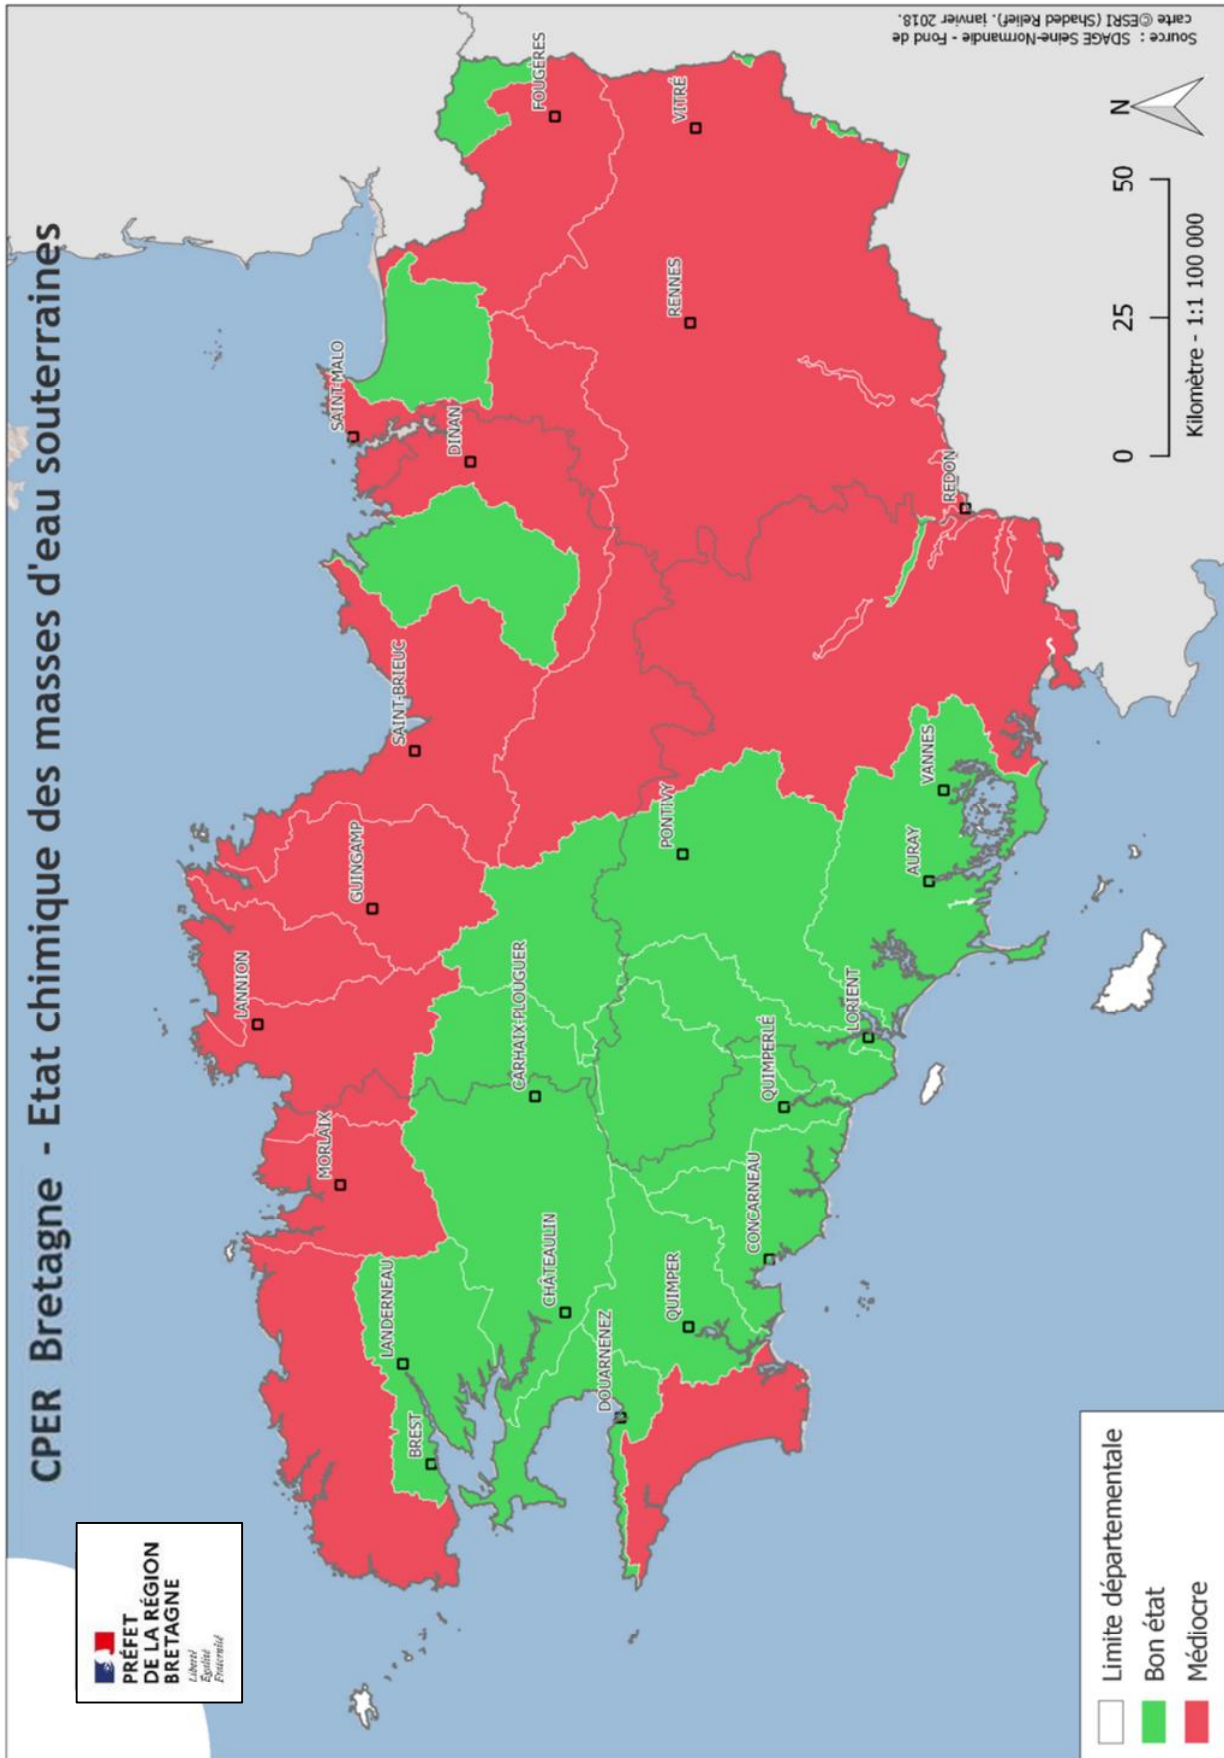 CPER Bretagne - Etat chimique des masses d'eau souterraines
PRÉFET
DE LA RÉGION
BRETAGNE
Liberté
Égalité
Fraternité
LANNION
MORLAIX
GUINGAMP
SAINT-BRIEUC
SAINT-MALO
DINAN
FOUGÈRES
LANDERNEAU
BREST
CARHAIX-PLOUGUER
CHÂTEAULIN
DOUARNENEZ
QUIMPER
PONTIVY
RENNES
VITRÉ
CONCARNEAU
QUIMPERLÉ
LORIENT
AURAY
VANNES
REDON
Limite départementale
Bon état
Médiocre
0 25 50
Kilomètre - 1:1 100 000
N
Source : SDAGE Seine-Normandie - Fond de
carte ©ESRI (Shaded Relief). janvier 2018.